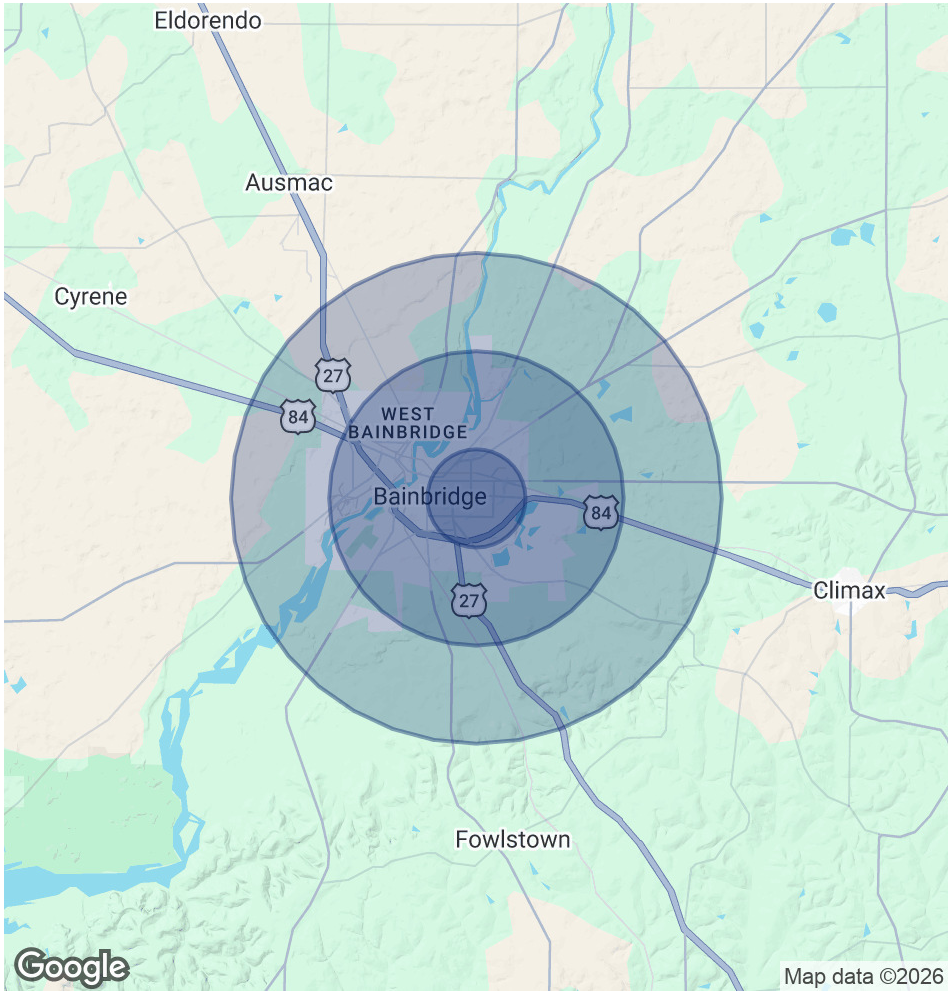 Eldorendo
Ausmac
Cyrene
27
84
WEST
BAINBRIDGE
Bainbridge
84
Climax
27
Fowlstown
Google
Map data ©2026